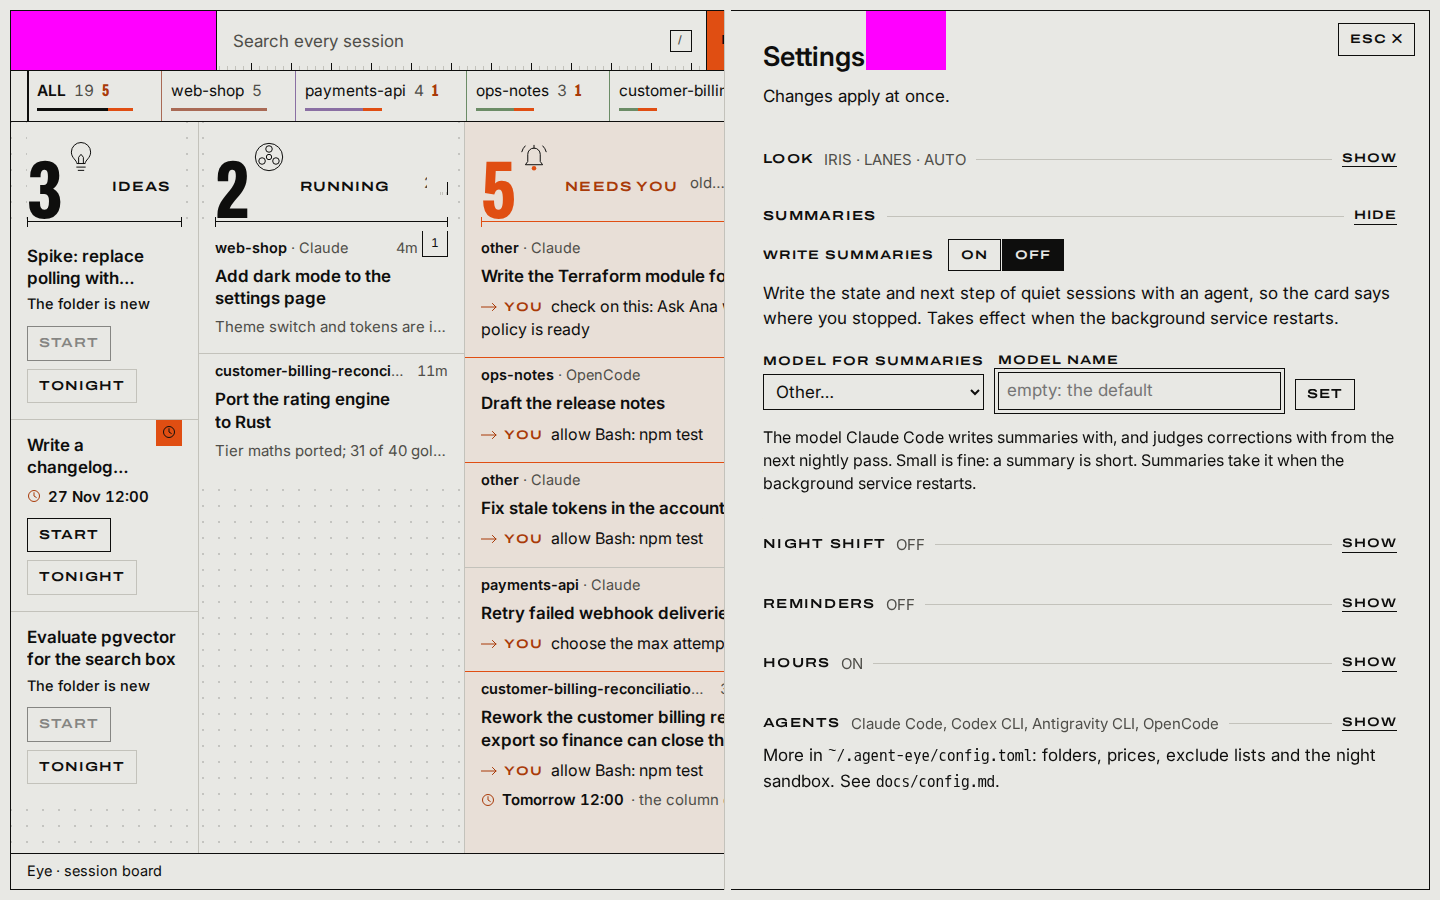 Search every session /
ALL 19 5
web-shop 5
payments-api 4 1
ops-notes 3 1
customer-billin
3 IDEAS
Spike: replace
polling with...
The folder is new
START
TONIGHT
Write a
changelog...
27 Nov 12:00
START
TONIGHT
Evaluate pgvector
for the search box
The folder is new
START
TONIGHT
2 RUNNING
web-shop · Claude 4m 1
Add dark mode to the
settings page
Theme switch and tokens are i...
customer-billing-reconci... 11m
Port the rating engine
to Rust
Tier maths ported; 31 of 40 gol...
5 NEEDS YOU old...
other · Claude
Write the Terraform module fo
→ YOU check on this: Ask Ana
policy is ready
ops-notes · OpenCode
Draft the release notes
→ YOU allow Bash: npm test
other · Claude
Fix stale tokens in the account
→ YOU allow Bash: npm test
payments-api · Claude
Retry failed webhook deliverie
→ YOU choose the max attemp
customer-billing-reconciliatio...
Rework the customer billing re
export so finance can close th
→ YOU allow Bash: npm test
Tomorrow 12:00 · the column
Eye · session board
Settings
ESC ✕
Changes apply at once.
LOOK IRIS · LANES · AUTO SHOW
SUMMARIES HIDE
WRITE SUMMARIES ON OFF
Write the state and next step of quiet sessions with an agent, so the card says
where you stopped. Takes effect when the background service restarts.
MODEL FOR SUMMARIES MODEL NAME
Other... empty: the default SET
The model Claude Code writes summaries with, and judges corrections with from the
next nightly pass. Small is fine: a summary is short. Summaries take it when the
background service restarts.
NIGHT SHIFT OFF SHOW
REMINDERS OFF SHOW
HOURS ON SHOW
AGENTS Claude Code, Codex CLI, Antigravity CLI, OpenCode SHOW
More in ~/.agent-eye/config.toml: folders, prices, exclude lists and the night
sandbox. See docs/config.md.